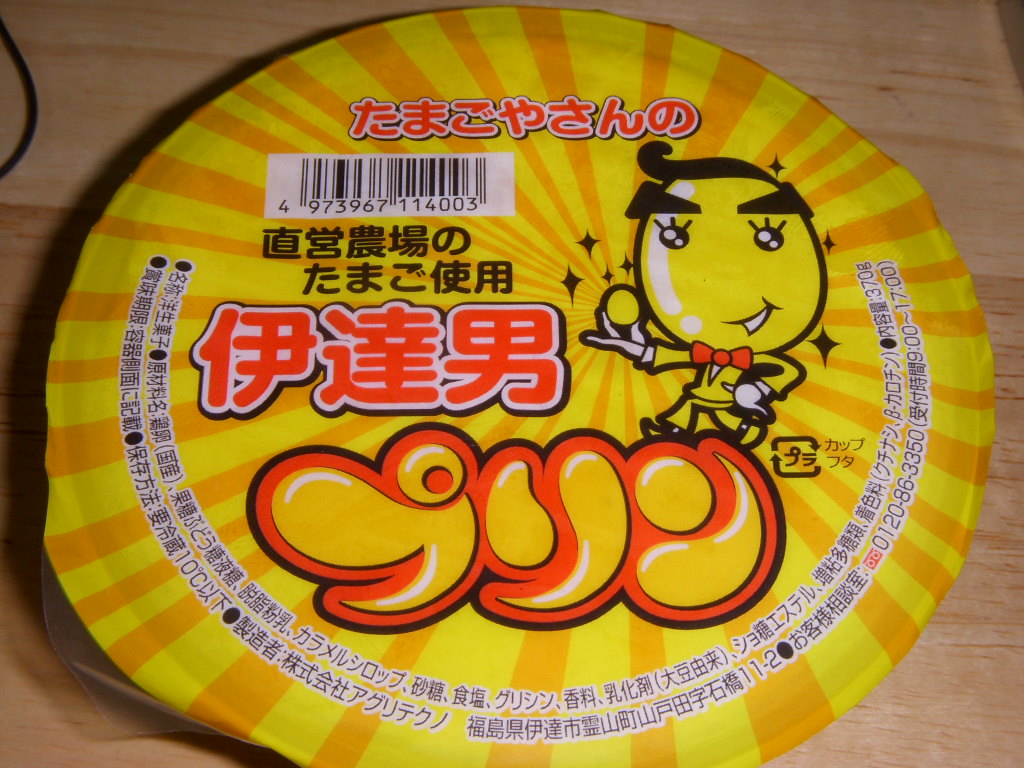 たまごやさんの
4 973967 114003
直営農場の
たまご使用
伊達男
プリン
プラ
カップ
フタ
●名称:洋生菓子●原材料名:鶏卵(国産)、果糖ぶどう糖液糖、脱脂粉乳、カラメルシロップ、砂糖、食塩、グリシン、香料、乳化剤(大豆由来)、ショ糖エステル、増粘多糖類、着色料(クチナシ、β-カロチン)●内容量:370g
●賞味期限:容器側面に記載●保存方法:要冷蔵10℃以下●製造者:株式会社アグリテクノ 福島県伊達市霊山町山戸田字石橋11-2●お客様相談室:0120-86-3350(受付時間9:00~17:00)